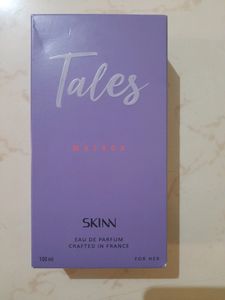 Tales
SKINN
EAU DE PARFUM
CRAFTED IN FRANCE
100 ml
FOR HER